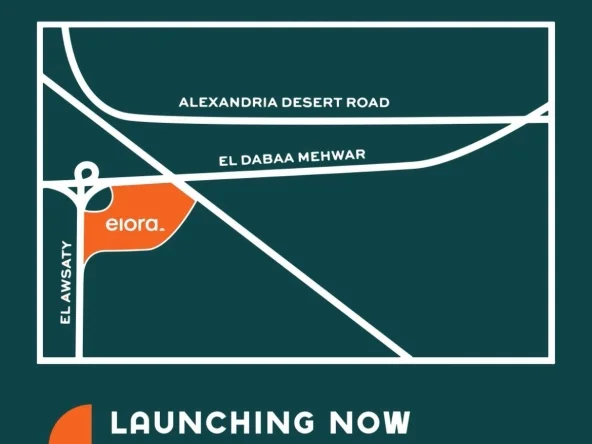 ALEXANDRIA DESERT ROAD
EL DABAA MEHWAR
elora
EL AWSATY
LAUNCHING NOW